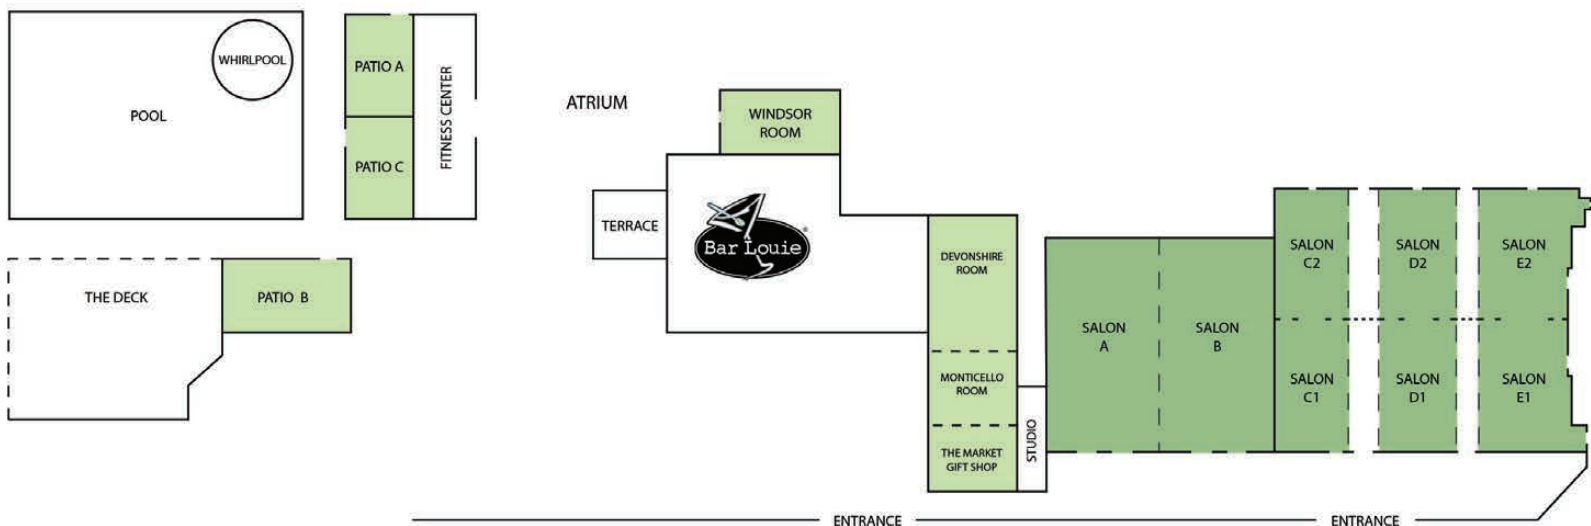 WHIRLPOOL
POOL
PATIO A
PATIO C
FITNESS CENTER
ATRIUM
WINDSOR
ROOM
TERRACE
Bar Louie
®
THE DECK
PATIO B
DEVONSHIRE
ROOM
MONTICELLO
ROOM
THE MARKET
GIFT SHOP
STUDIO
SALON
A
SALON
B
SALON
C2
SALON
D2
SALON
E2
SALON
C1
SALON
D1
SALON
E1
ENTRANCE
ENTRANCE